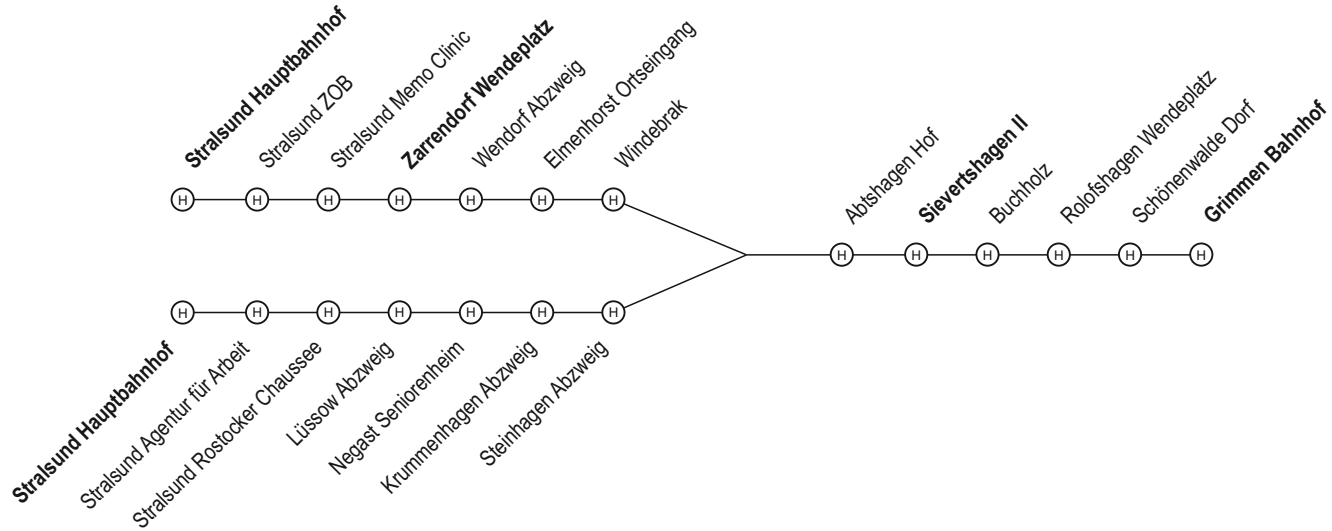 Stralsund Hauptbahnhof
Stralsund ZOB
Stralsund Memo Clinic
Zarrendorf Wendeplatz
Wendorf Abzweig
Elmenhorst Ortseingang
Windebrak
Abtshagen Hof
Sievertshagen II
Buchholz
Rolofshagen Wendeplatz
Schönenwalde Dorf
Grimmen Bahnhof
H H H H H H H
H H H H H H
H H H H H H H
Stralsund Hauptbahnhof
Stralsund Agentur für Arbeit
Stralsund Rostocker Chaussee
Lüssow Abzweig
Negast Seniorenheim
Krummenhagen Abzweig
Steinhagen Abzweig